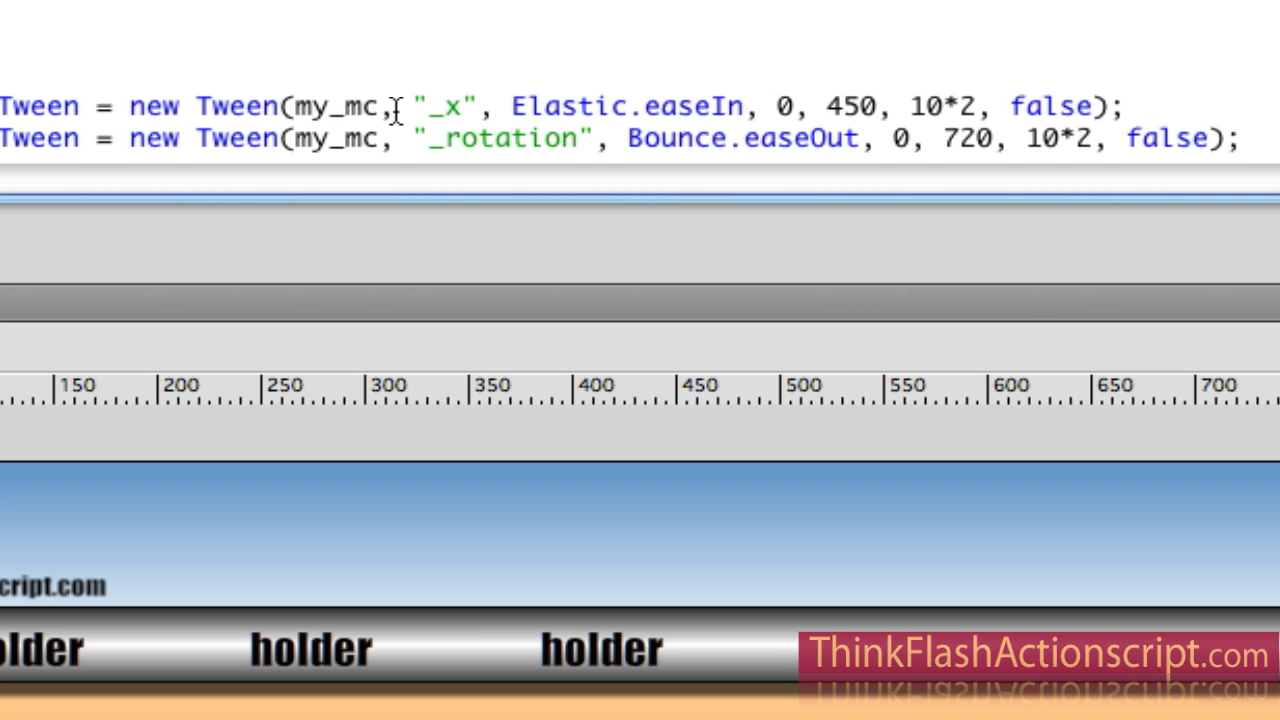 Tween = new Tween(my_mc, "_x", Elastic.easeIn, 0, 450, 10*2, false);
Tween = new Tween(my_mc, "_rotation", Bounce.easeOut, 0, 720, 10*2, false);
150 200 250 300 350 400 450 500 550 600 650 700
cript.com
older holder holder
ThinkFlashActionscript.com